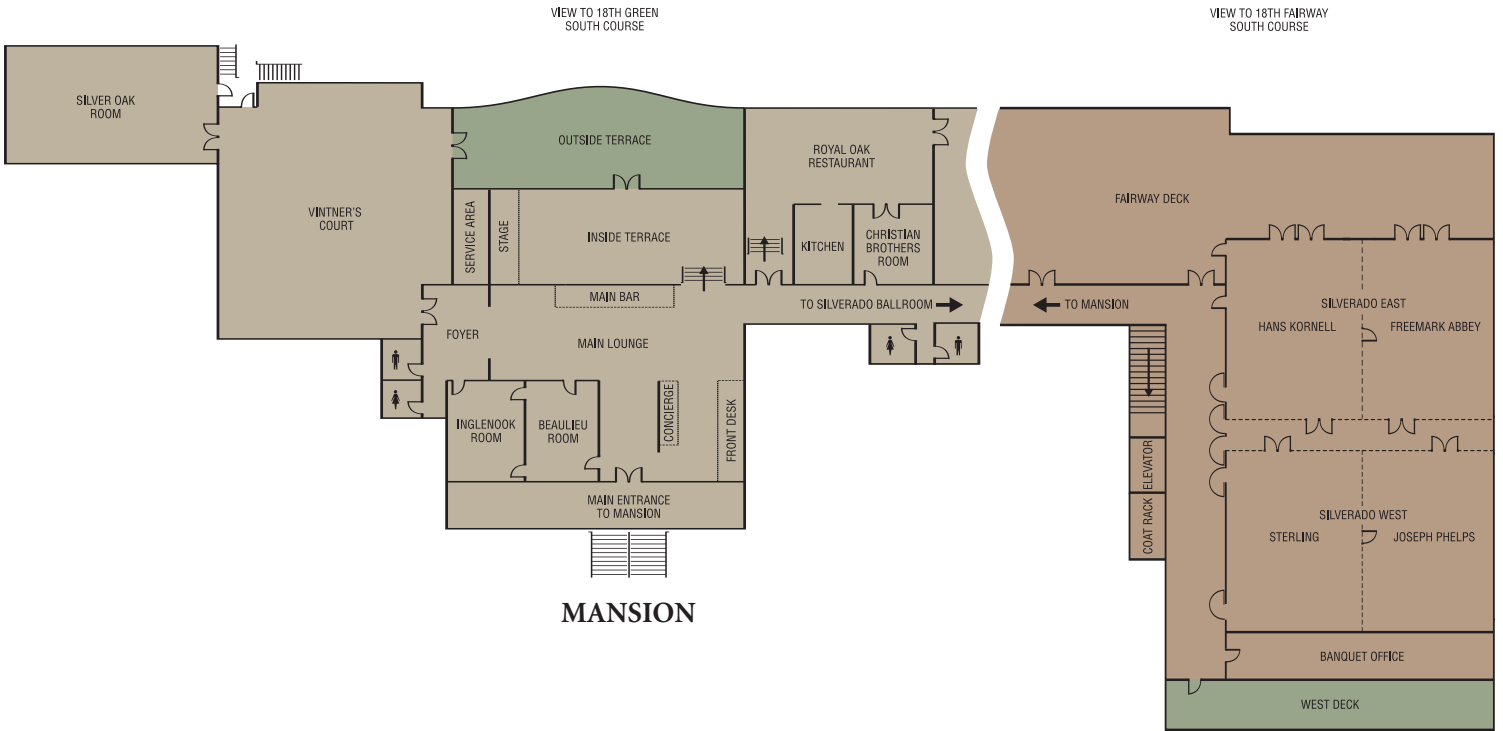 VIEW TO 18TH GREEN
SOUTH COURSE
VIEW TO 18TH FAIRWAY
SOUTH COURSE
SILVER OAK
ROOM
VINTNER'S
COURT
OUTSIDE TERRACE
SERVICE AREA
STAGE
INSIDE TERRACE
ROYAL OAK
RESTAURANT
KITCHEN
CHRISTIAN
BROTHERS
ROOM
FAIRWAY DECK
MAIN BAR
TO SILVERADO BALLROOM
TO MANSION
FOYER
MAIN LOUNGE
SILVERADO EAST
HANS KORNELL
FREEMARK ABBEY
INGLENOOK
ROOM
BEAULIEU
ROOM
CONCIERGE
FRONT DESK
ELEVATOR
COAT RACK
MAIN ENTRANCE
TO MANSION
SILVERADO WEST
STERLING
JOSEPH PHELPS
MANSION
BANQUET OFFICE
WEST DECK